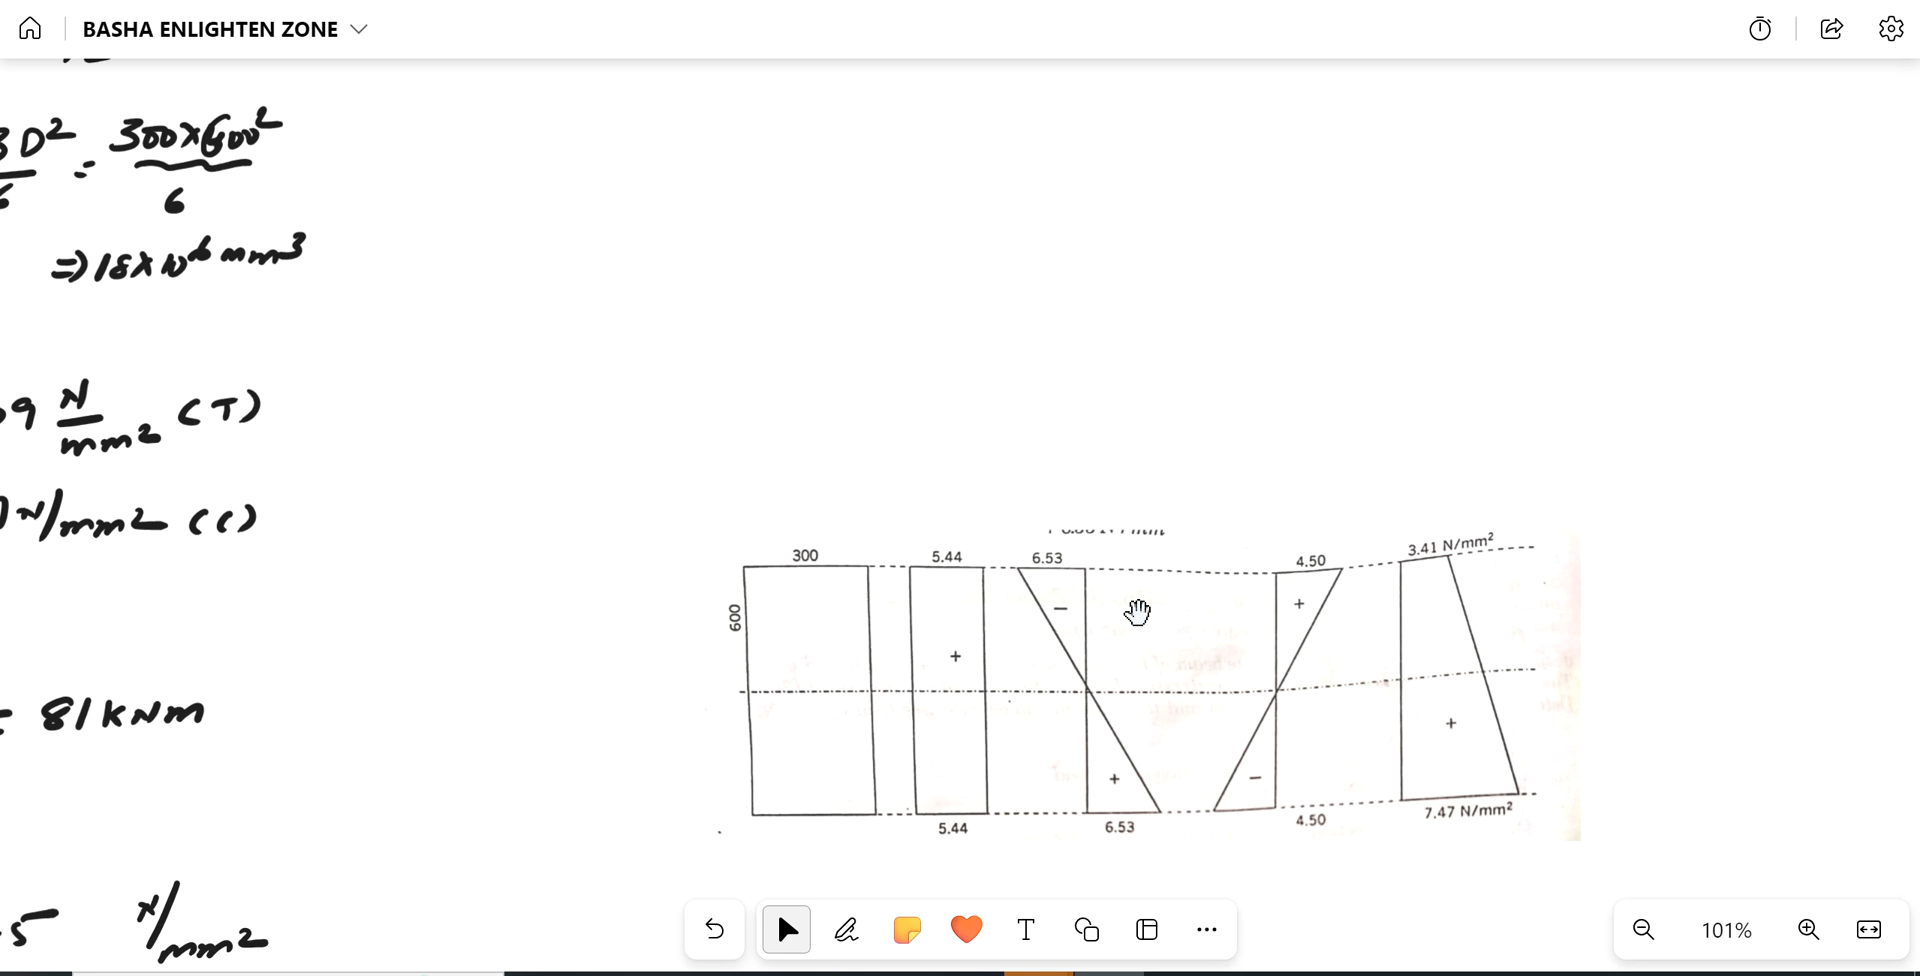 BASHA ENLIGHTEN ZONE
D² = 300×600²
6
6
⇒ 18×10⁶ mm³
9 N/mm² (T)
N/mm² (C)
= 81 kNm
5 N/mm²
300 5.44 6.53 4.50 3.41 N/mm²
600
− +
+
+
+ −
5.44 6.53 4.50 7.47 N/mm²
T
101%